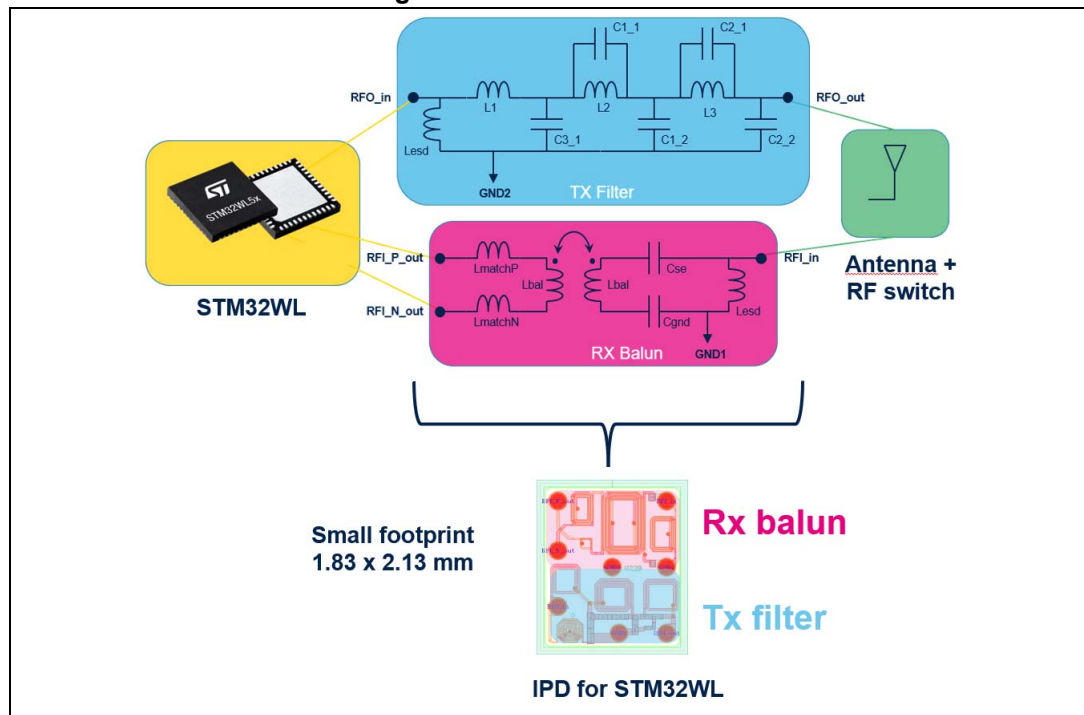 C1_1
C2_1
RFO_in
L1
L2
L3
RFO_out
Lesd
C3_1
C1_2
C2_2
GND2
TX Filter
STM32WL5x
STM32WL
RFI_P_out
LmatchP
Lbal
Lbal
Cse
RFI_in
RFI_N_out
LmatchN
Cgnd
Lesd
GND1
RX Balun
Antenna +
RF switch
Small footprint
1.83 x 2.13 mm
Rx balun
Tx filter
IPD for STM32WL